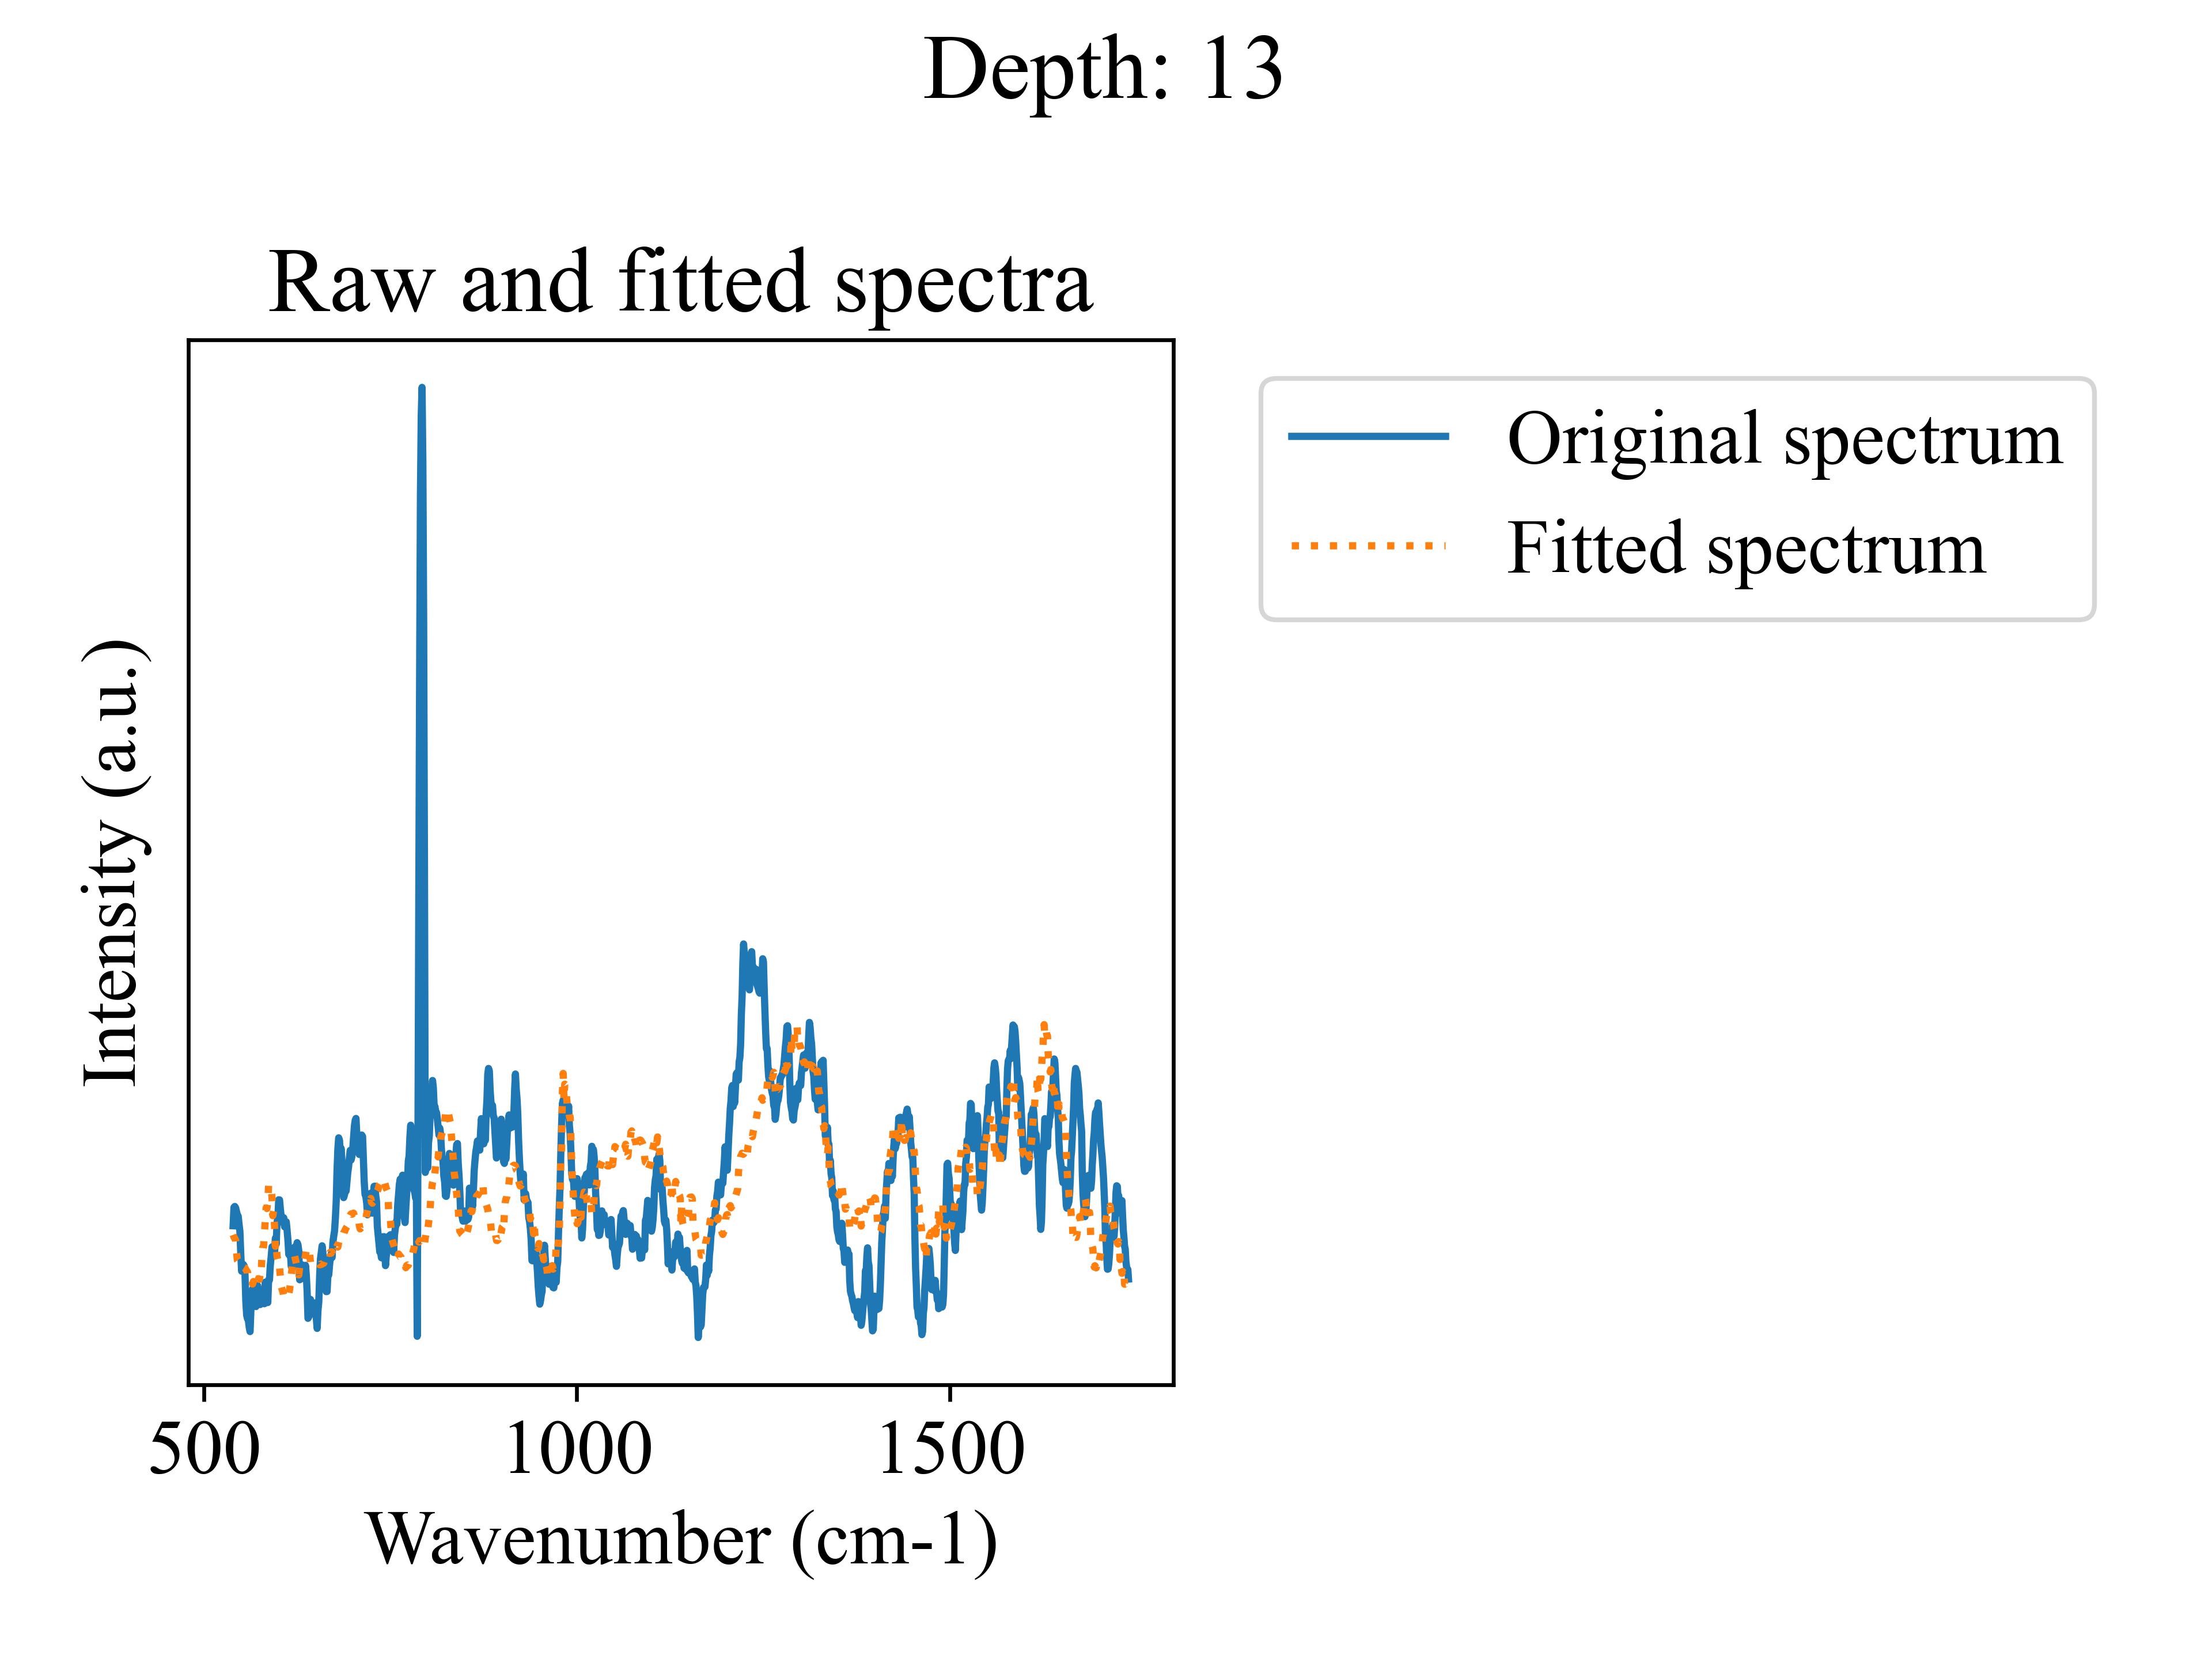 Depth: 13
Raw and fitted spectra
Original spectrum
Fitted spectrum
Intensity (a.u.)
500 1000 1500
Wavenumber (cm-1)